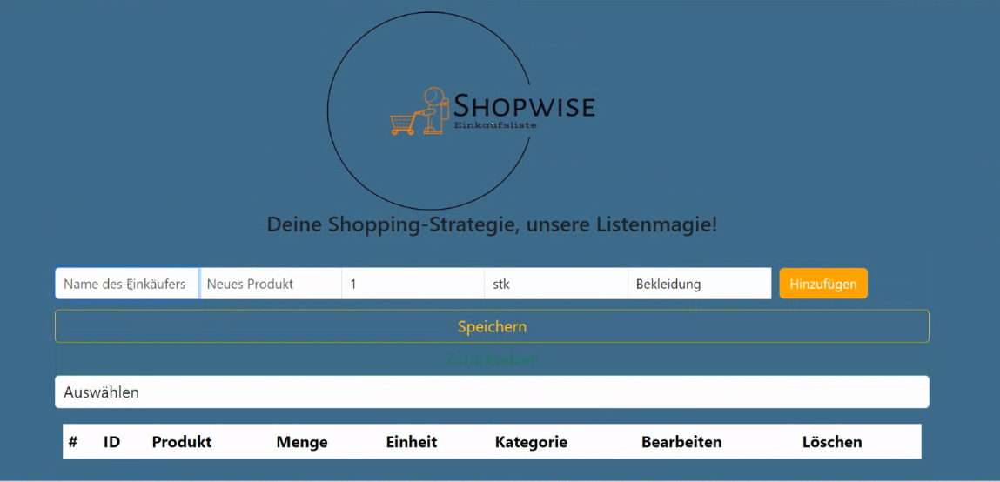 SHOPWISE
Einkaufsliste
Deine Shopping-Strategie, unsere Listenmagie!
Name des Einkäufers Neues Produkt 1 stk Bekleidung Hinzufügen
Speichern
Zurücksetzen
Auswählen
# ID Produkt Menge Einheit Kategorie Bearbeiten Löschen